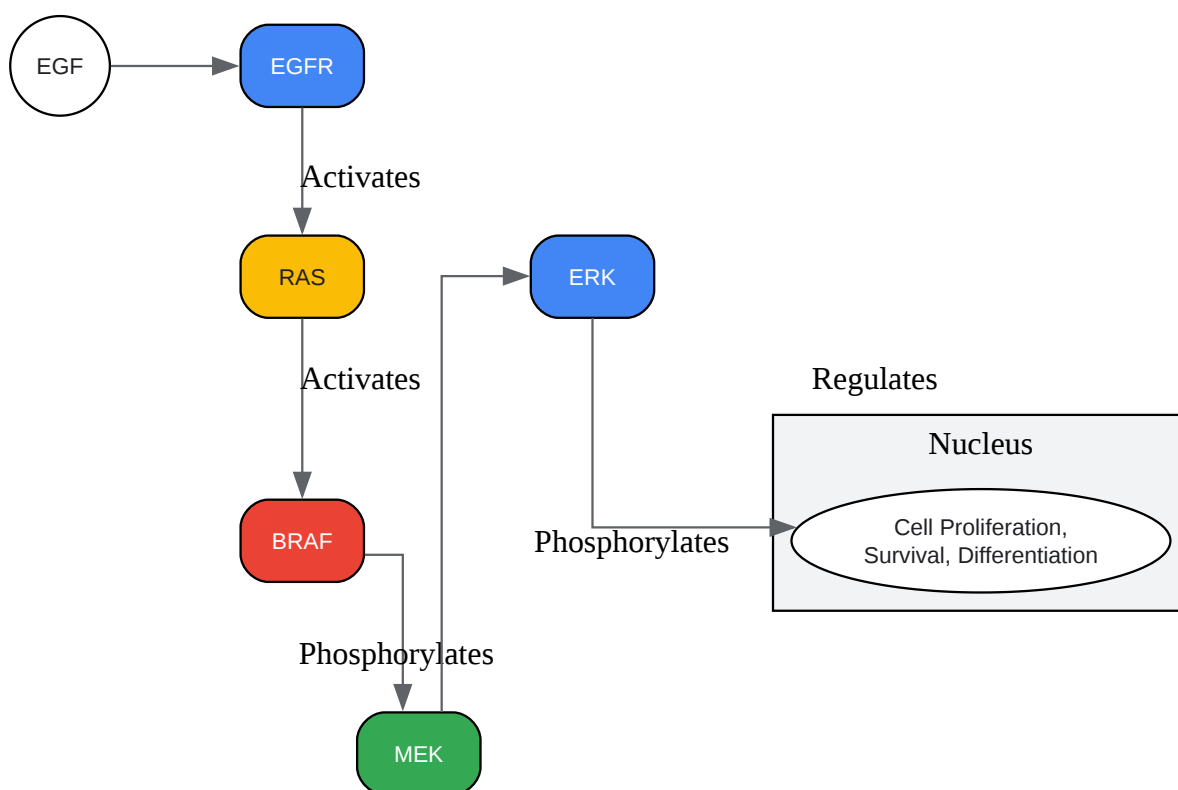 EGF
EGFR
Activates
RAS
ERK
Activates
Regulates
Nucleus
Cell Proliferation,
Survival, Differentiation
BRAF
Phosphorylates
Phosphorylates
MEK